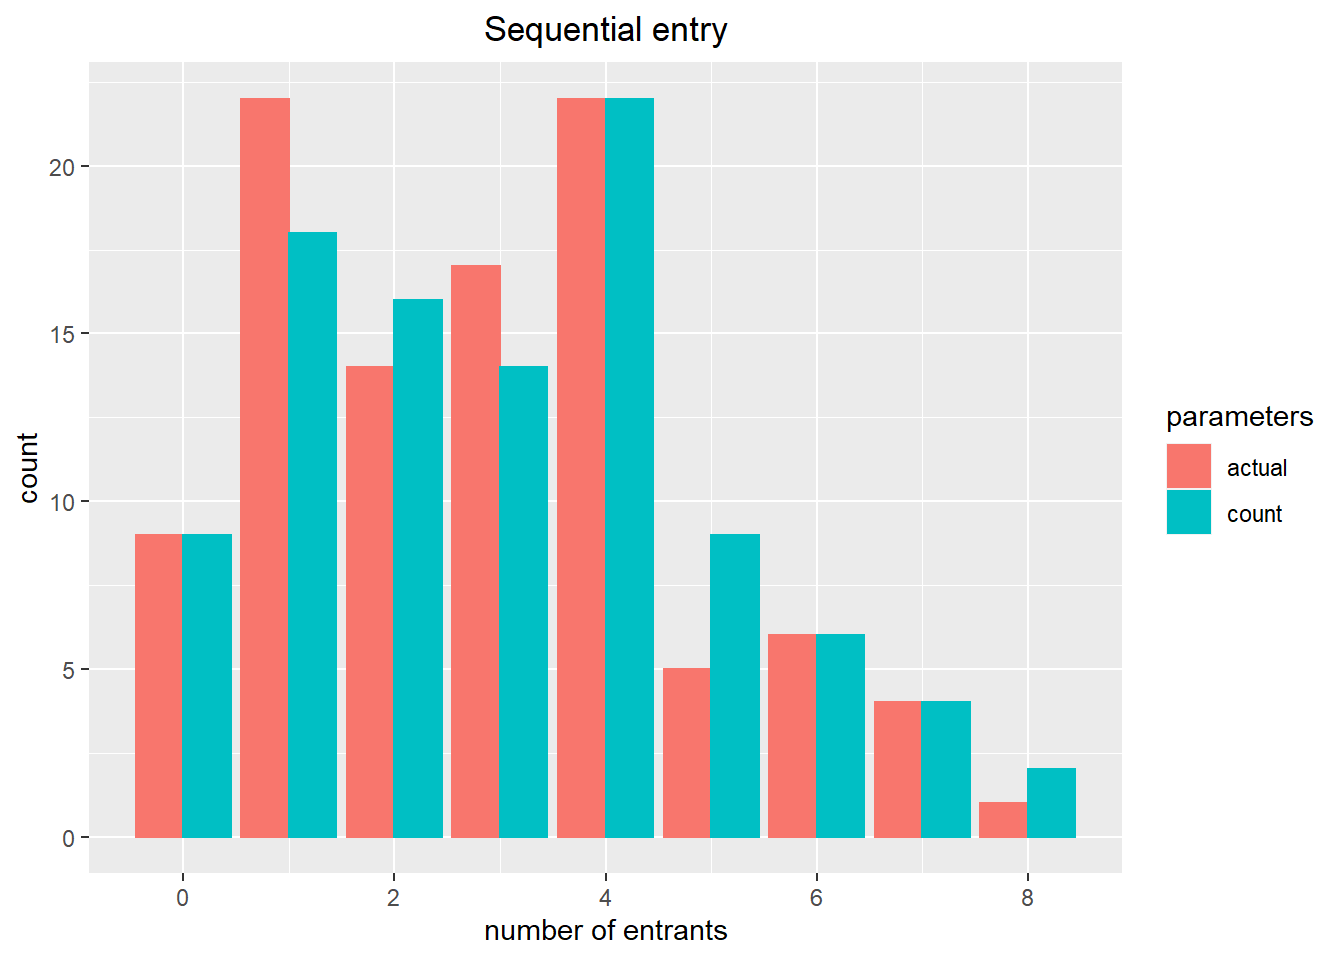 Sequential entry
count
20
15
10
5
0
0 2 4 6 8
number of entrants
parameters
actual
count